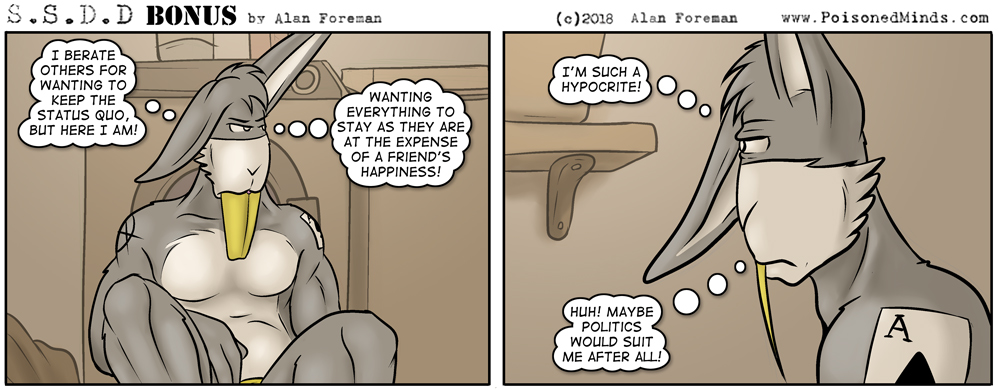 S.S.D.D BONUS by Alan Foreman (c)2018 Alan Foreman www.PoisonedMinds.com
I BERATE
OTHERS FOR
WANTING TO
KEEP THE
STATUS QUO,
BUT HERE I AM!
WANTING
EVERYTHING TO
STAY AS THEY ARE
AT THE EXPENSE
OF A FRIEND'S
HAPPINESS!
I'M SUCH A
HYPOCRITE!
HUH! MAYBE
POLITICS
WOULD SUIT
ME AFTER ALL!
A